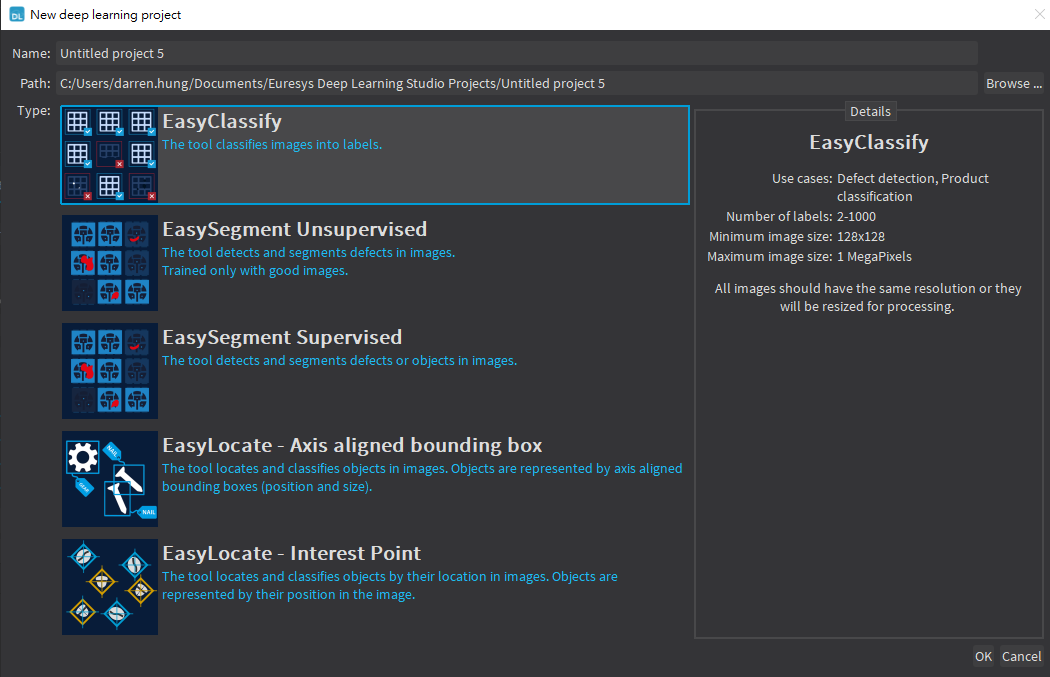 DL New deep learning project
Name: Untitled project 5
Path: C:/Users/darren.hung/Documents/Euresys Deep Learning Studio Projects/Untitled project 5 Browse ...
Type:
EasyClassify
The tool classifies images into labels.
EasySegment Unsupervised
The tool detects and segments defects in images.
Trained only with good images.
EasySegment Supervised
The tool detects and segments defects or objects in images.
NAIL
NAIL
EasyLocate - Axis aligned bounding box
The tool locates and classifies objects in images. Objects are represented by axis aligned
bounding boxes (position and size).
EasyLocate - Interest Point
The tool locates and classifies objects by their location in images. Objects are
represented by their position in the image.
Details
EasyClassify
Use cases: Defect detection, Product
classification
Number of labels: 2-1000
Minimum image size: 128x128
Maximum image size: 1 MegaPixels
All images should have the same resolution or they
will be resized for processing.
OK Cancel